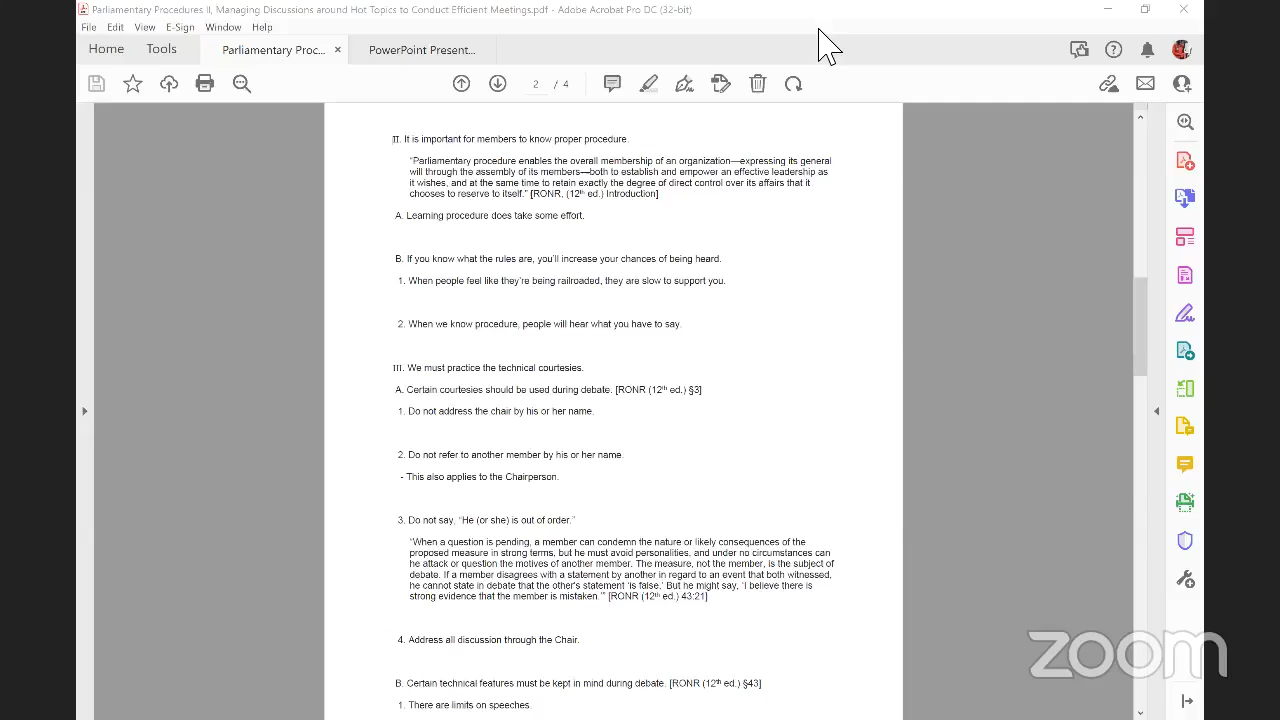 Parliamentary Procedures II, Managing Discussions around Hot Topics to Conduct Efficient Meetings.pdf - Adobe Acrobat Pro DC (32-bit)
File Edit View E-Sign Window Help
Home Tools Parliamentary Proc... × PowerPoint Present...
2 / 4
II. It is important for members to know proper procedure.
“Parliamentary procedure enables the overall membership of an organization—expressing its general
will through the assembly of its members—both to establish and empower an effective leadership as
it wishes, and at the same time to retain exactly the degree of direct control over its affairs that it
chooses to reserve to itself.” [RONR, (12th ed.) Introduction]
A. Learning procedure does take some effort.
B. If you know what the rules are, you’ll increase your chances of being heard.
1. When people feel like they’re being railroaded, they are slow to support you.
2. When we know procedure, people will hear what you have to say.
III. We must practice the technical courtesies.
A. Certain courtesies should be used during debate. [RONR (12th ed.) §3]
1. Do not address the chair by his or her name.
2. Do not refer to another member by his or her name.
- This also applies to the Chairperson.
3. Do not say, “He (or she) is out of order.”
“When a question is pending, a member can condemn the nature or likely consequences of the
proposed measure in strong terms, but he must avoid personalities, and under no circumstances can
he attack or question the motives of another member. The measure, not the member, is the subject of
debate. If a member disagrees with a statement by another in regard to an event that both witnessed,
he cannot state in debate that the other’s statement ‘is false.’ But he might say, ‘I believe there is
strong evidence that the member is mistaken.’” [RONR (12th ed.) 43:21]
4. Address all discussion through the Chair.
B. Certain technical features must be kept in mind during debate. [RONR (12th ed.) §43]
1. There are limits on speeches.
zoom